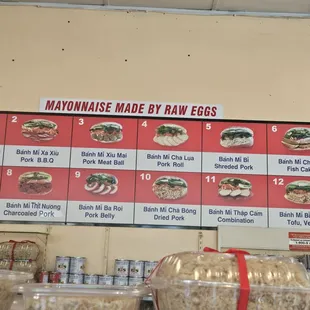 MAYONNAISE MADE BY RAW EGGS
2
3
4
5
6
Bánh Mì Xá Xíu
Pork B.B.Q
Bánh Mì Xíu Mại
Pork Meat Ball
Bánh Mì Chả Lụa
Pork Roll
Bánh Mì Bì
Shreded Pork
Bánh Mì Ch
Fish Cak
8
9
10
11
12
Bánh Mì Thịt Nướng
Charcoaled Pork
Bánh Mì Ba Roi
Pork Belly
Bánh Mì Chà Bông
Dried Pork
Bánh Mì Thập Cẩm
Combination
Bánh Mì
Tofu, Ve